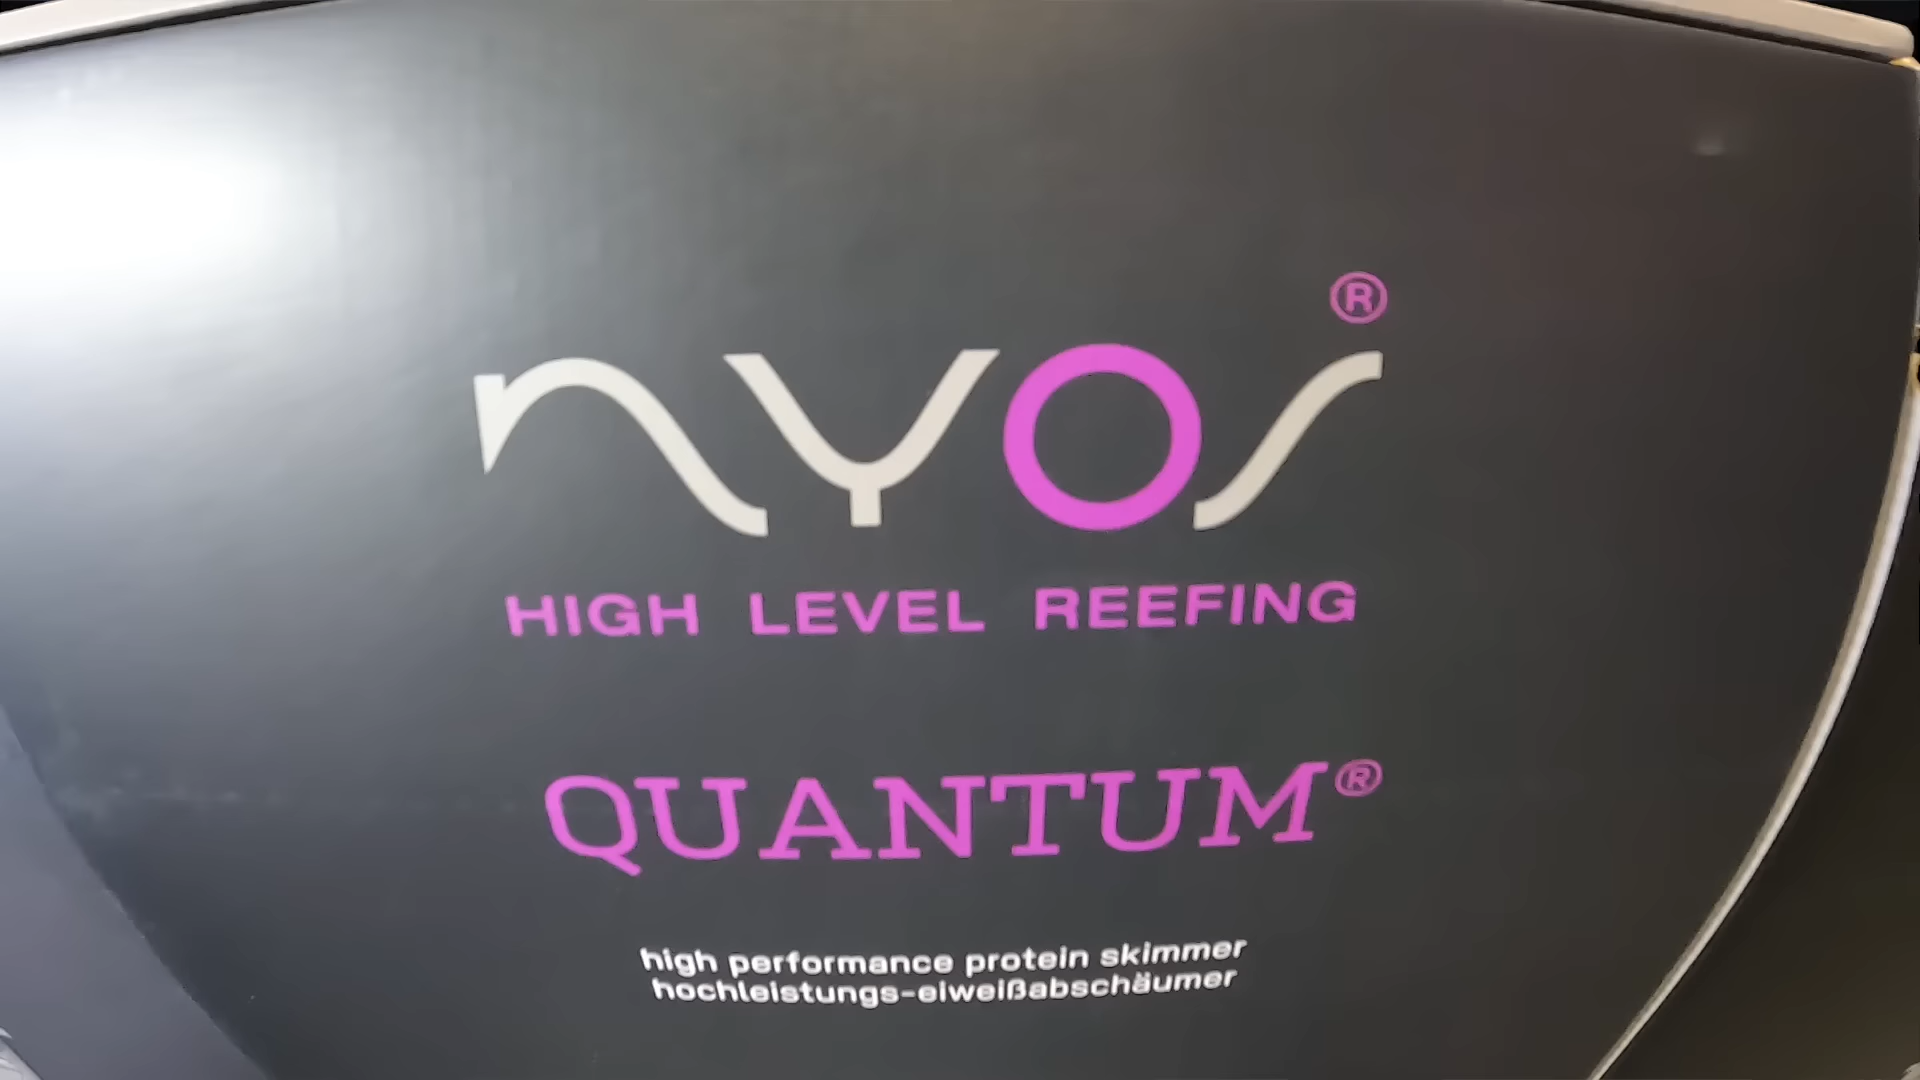 nyos®
HIGH LEVEL REEFING
QUANTUM®
high performance protein skimmer
hochleistungs-eiweißabschäumer